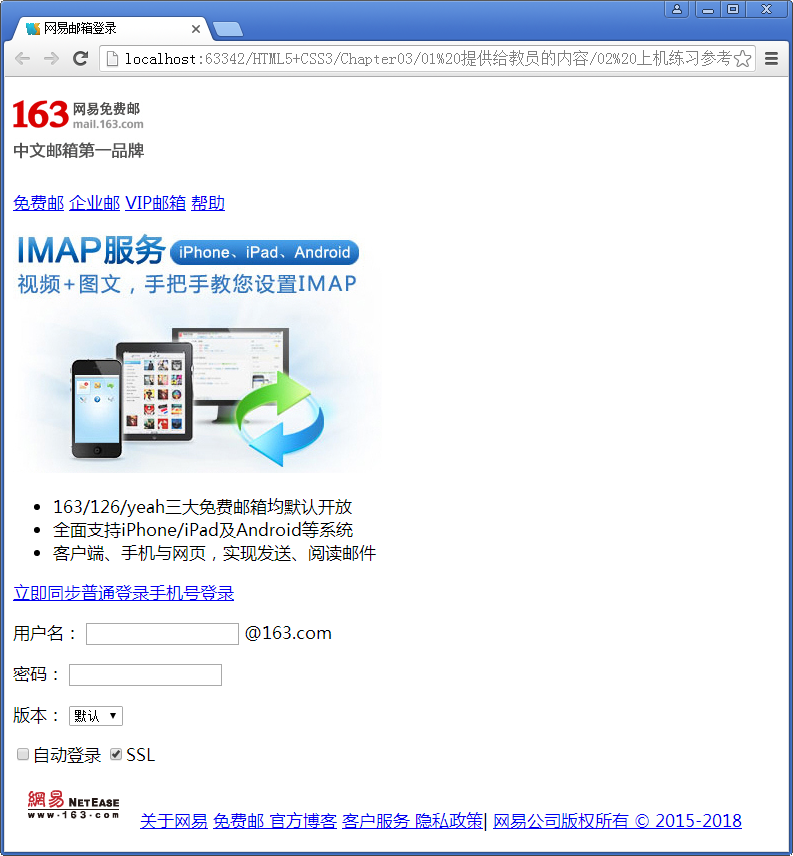 网易邮箱登录
localhost:63342/HTML5+CSS3/Chapter03/01%20提供给教员的内容/02%20上机练习参考
163 网易免费邮
mail.163.com
中文邮箱第一品牌
免费邮 企业邮 VIP邮箱 帮助
IMAP服务 iPhone、iPad、Android
视频+图文，手把手教您设置IMAP
163/126/yeah三大免费邮箱均默认开放
全面支持iPhone/iPad及Android等系统
客户端、手机与网页，实现发送、阅读邮件
立即同步普通登录手机号登录
用户名： @163.com
密码：
版本： 默认
自动登录 SSL
網易 NETEASE
www.163.com
关于网易 免费邮 官方博客 客户服务 隐私政策| 网易公司版权所有 © 2015-2018